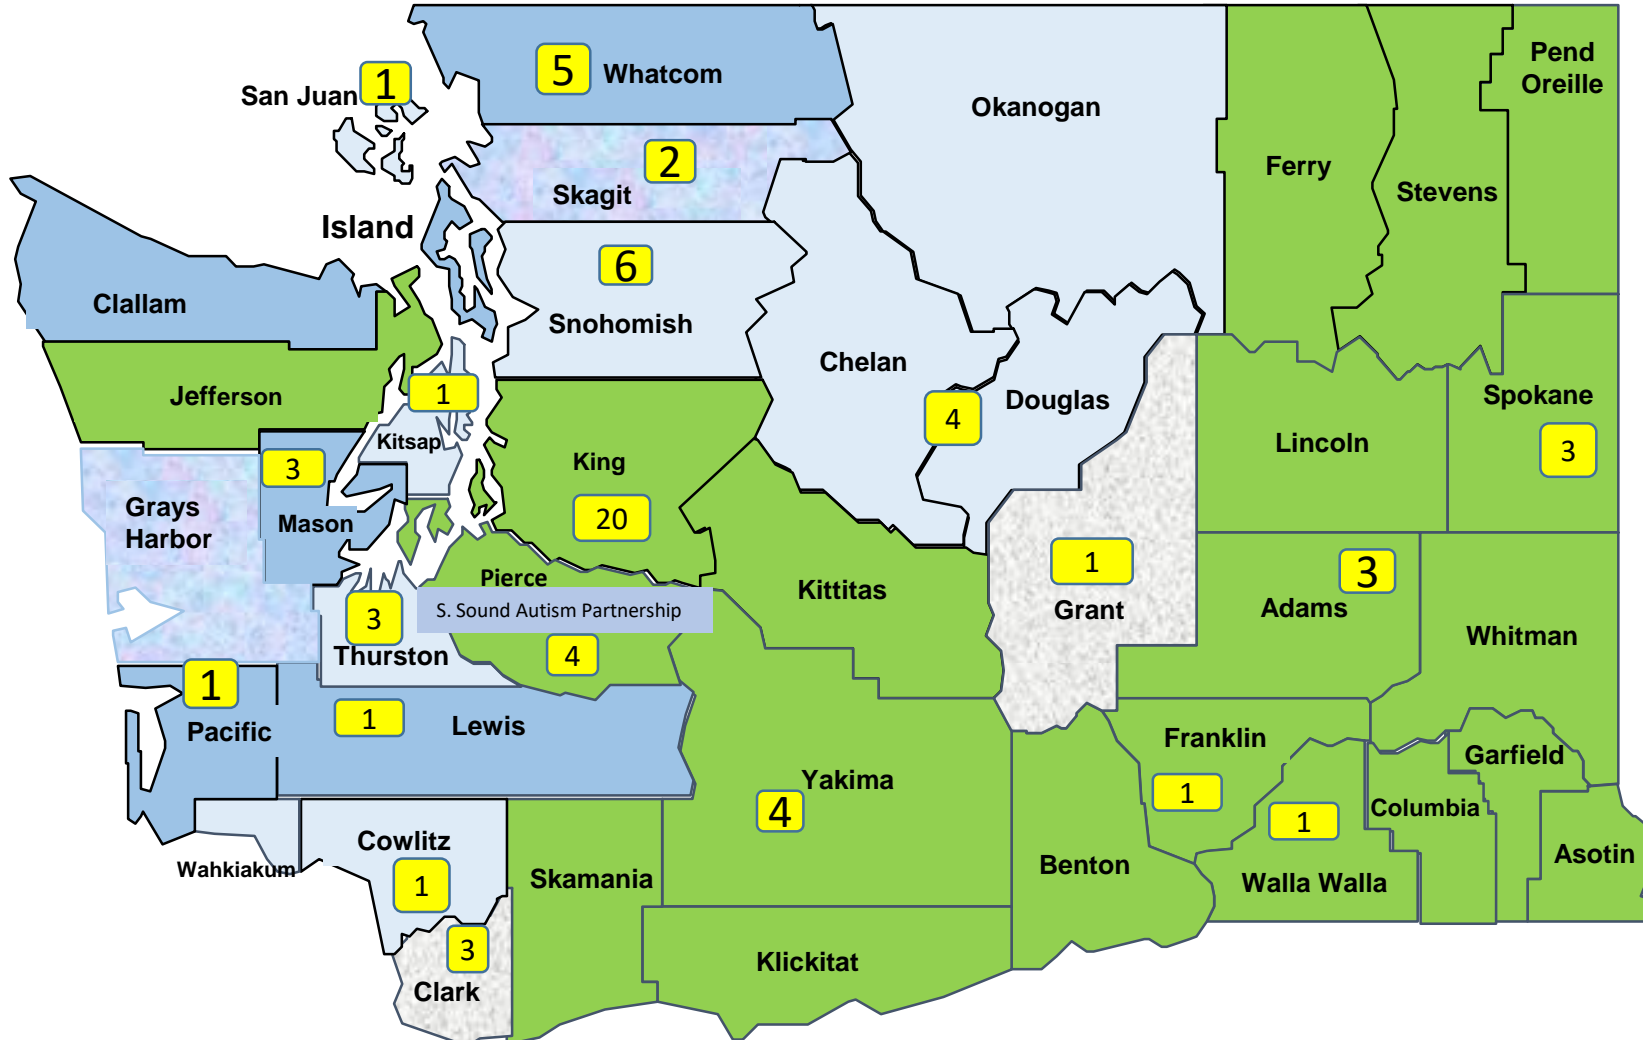 5
Whatcom
San Juan
1
Okanogan
Pend
Oreille
2
Skagit
Ferry
Stevens
Island
6
Snohomish
Clallam
Chelan
4
Douglas
Jefferson
1
Kitsap
Spokane
3
Lincoln
3
Mason
King
20
Grays
Harbor
1
Grant
3
Adams
Kittitas
Pierce
S. Sound Autism Partnership
4
3
Thurston
Whitman
1
Pacific
1
Lewis
Franklin
1
Garfield
Yakima
4
1
Walla Walla
Columbia
Asotin
Benton
Wahkiakum
Cowlitz
1
Skamania
3
Clark
Klickitat